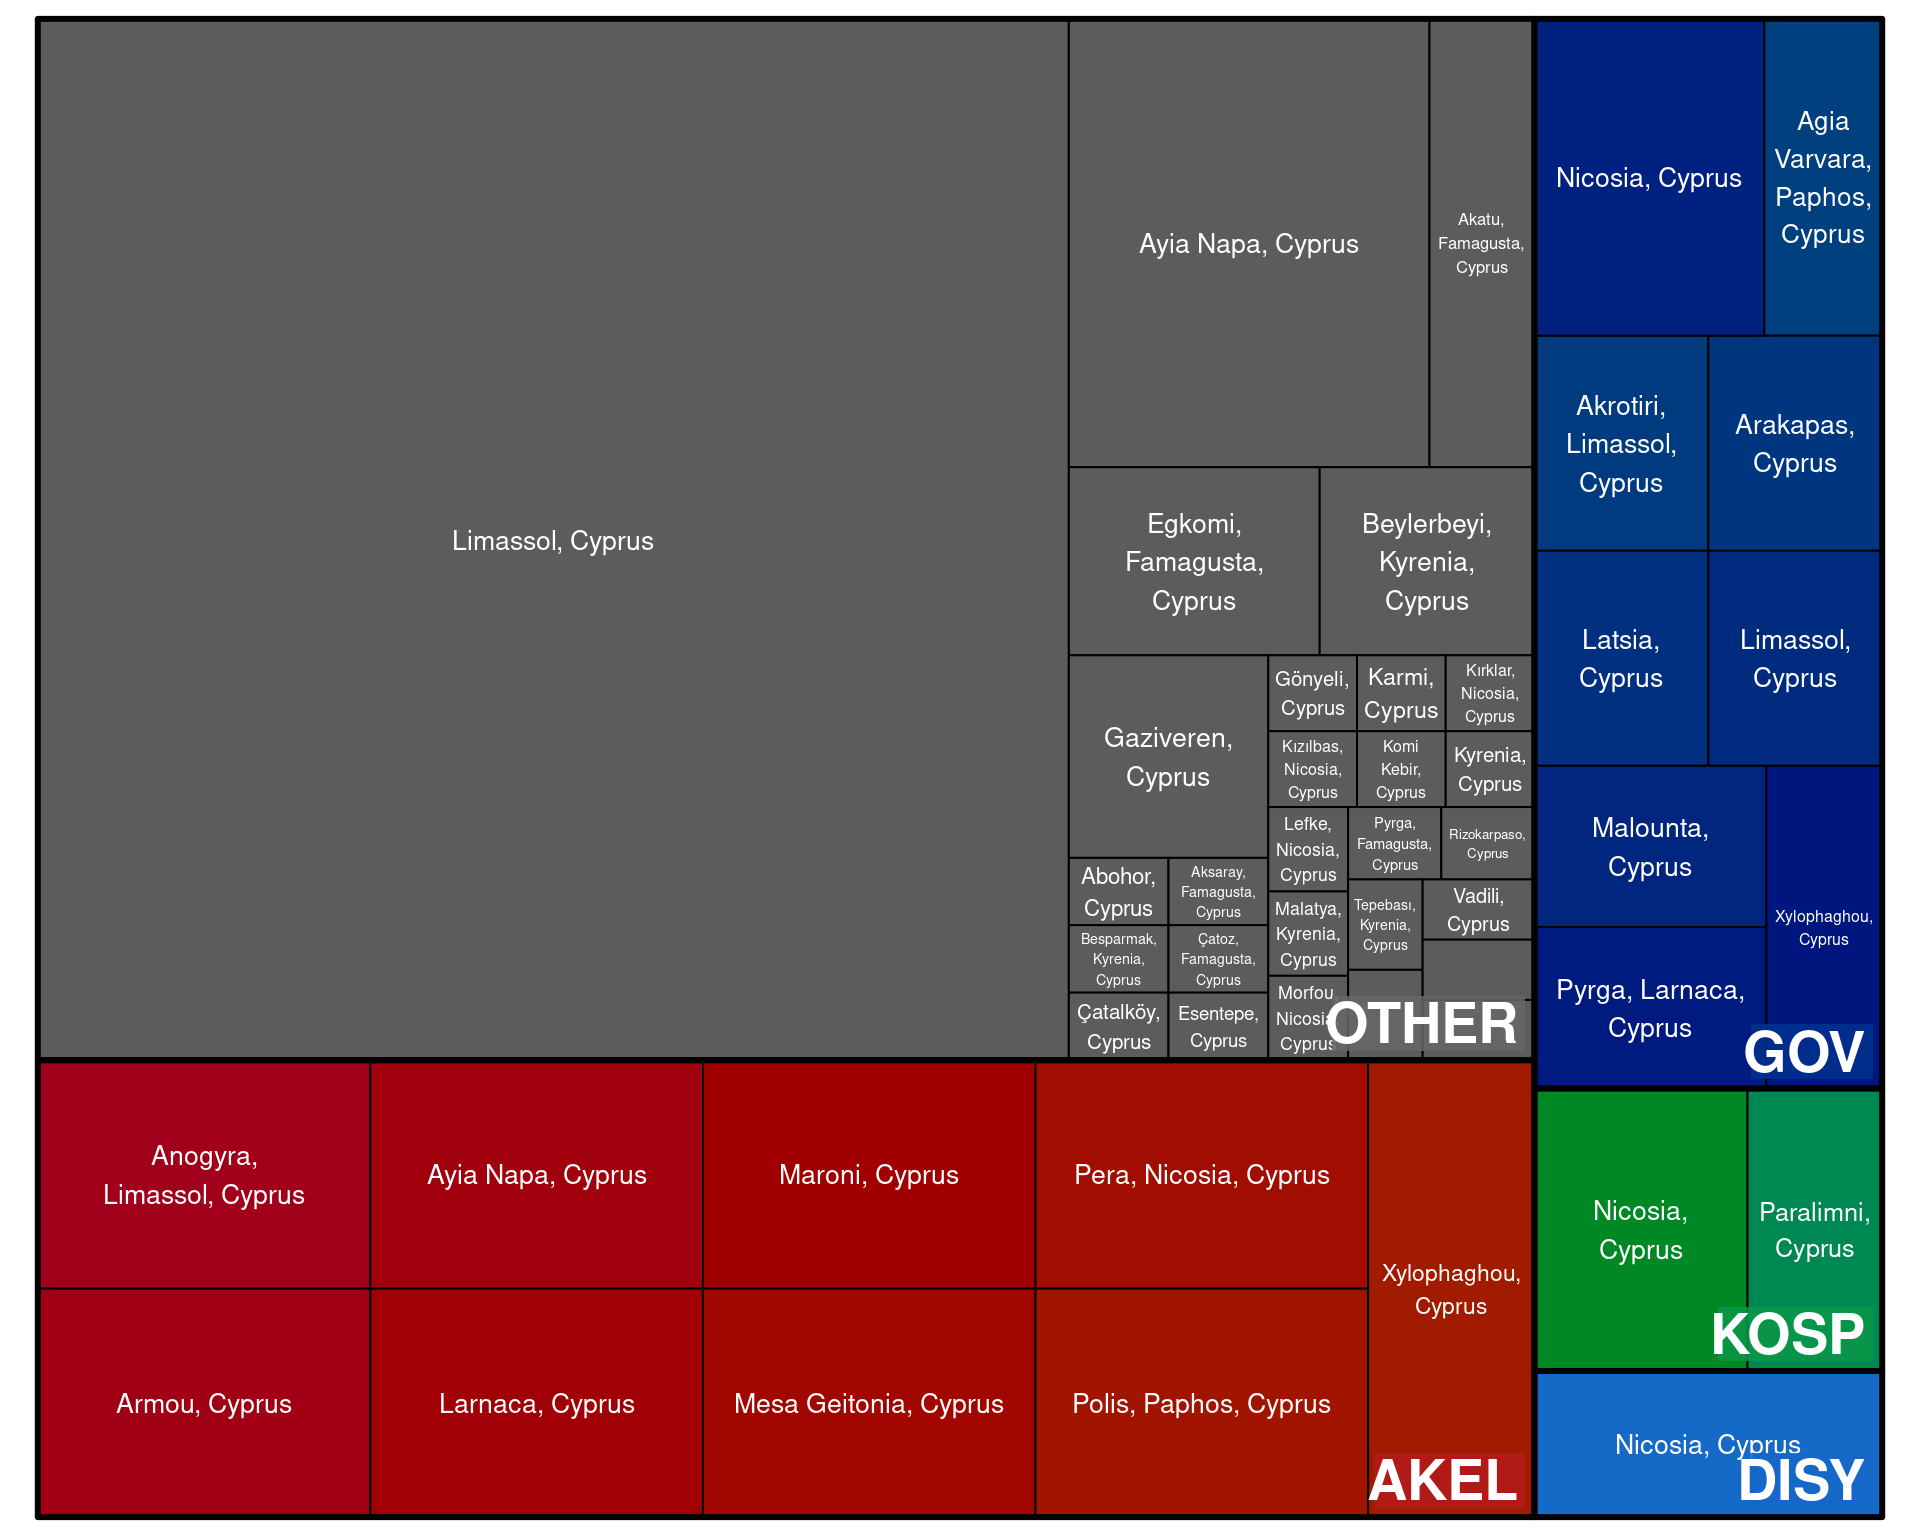 Limassol, Cyprus
Ayia Napa, Cyprus
Akatu,
Famagusta,
Cyprus
Egkomi,
Famagusta,
Cyprus
Beylerbeyi,
Kyrenia,
Cyprus
Gaziveren,
Cyprus
Gönyeli,
Cyprus
Karmi,
Cyprus
Kırklar,
Nicosia,
Cyprus
Kızılbas,
Nicosia,
Cyprus
Komi
Kebir,
Cyprus
Kyrenia,
Cyprus
Lefke,
Nicosia,
Cyprus
Pyrga,
Famagusta,
Cyprus
Rizokarpaso,
Cyprus
Abohor,
Cyprus
Aksaray,
Famagusta,
Cyprus
Malatya,
Kyrenia,
Cyprus
Tepebası,
Kyrenia,
Cyprus
Vadili,
Cyprus
Besparmak,
Kyrenia,
Cyprus
Çatoz,
Famagusta,
Cyprus
Çatalköy,
Cyprus
Esentepe,
Cyprus
Morfou,
Nicosia
Cyprus
OTHER
Nicosia, Cyprus
Agia
Varvara,
Paphos,
Cyprus
Akrotiri,
Limassol,
Cyprus
Arakapas,
Cyprus
Latsia,
Cyprus
Limassol,
Cyprus
Malounta,
Cyprus
Xylophaghou,
Cyprus
Pyrga, Larnaca,
Cyprus
GOV
Anogyra,
Limassol, Cyprus
Ayia Napa, Cyprus
Maroni, Cyprus
Pera, Nicosia, Cyprus
Xylophaghou,
Cyprus
Armou, Cyprus
Larnaca, Cyprus
Mesa Geitonia, Cyprus
Polis, Paphos, Cyprus
AKEL
Nicosia,
Cyprus
Paralimni,
Cyprus
KOSP
Nicosia, Cyprus
DISY